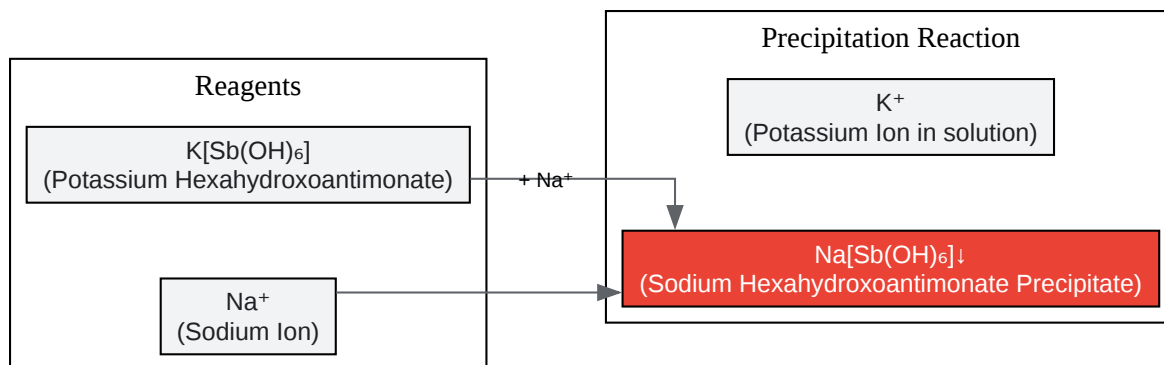 Reagents
K[Sb(OH)₆]
(Potassium Hexahydroxoantimonate)
Na⁺
(Sodium Ion)
+ Na⁺
Precipitation Reaction
K⁺
(Potassium Ion in solution)
Na[Sb(OH)₆]↓
(Sodium Hexahydroxoantimonate Precipitate)